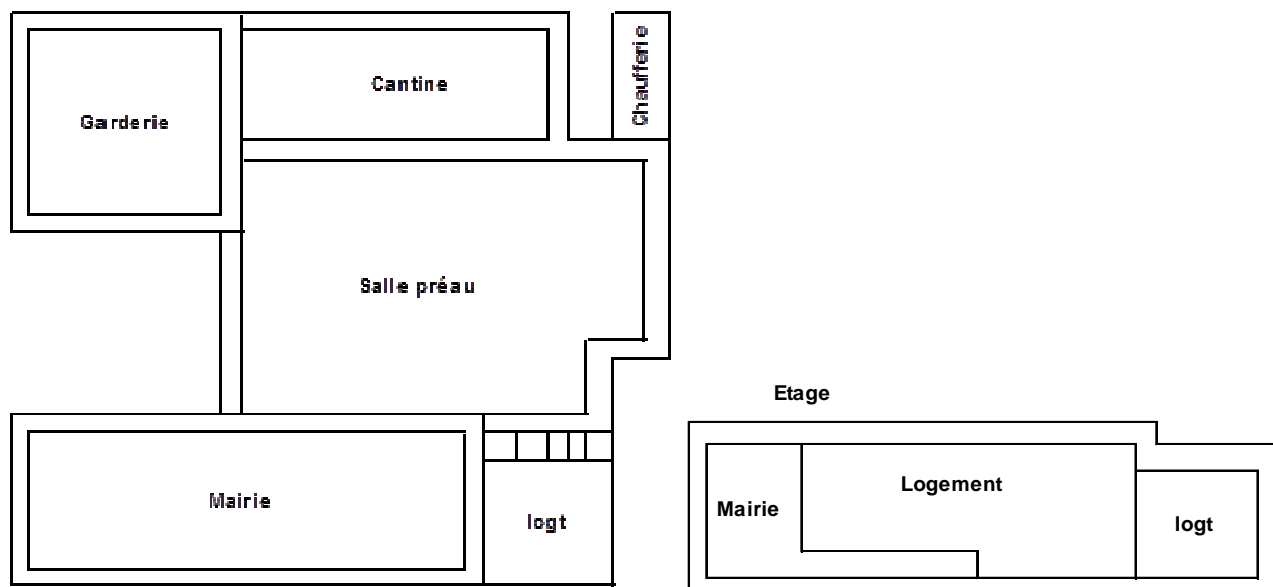 Cantine
Chaufferie
Garderie
Salle préau
Mairie
logt
Etage
Logement
Mairie
logt